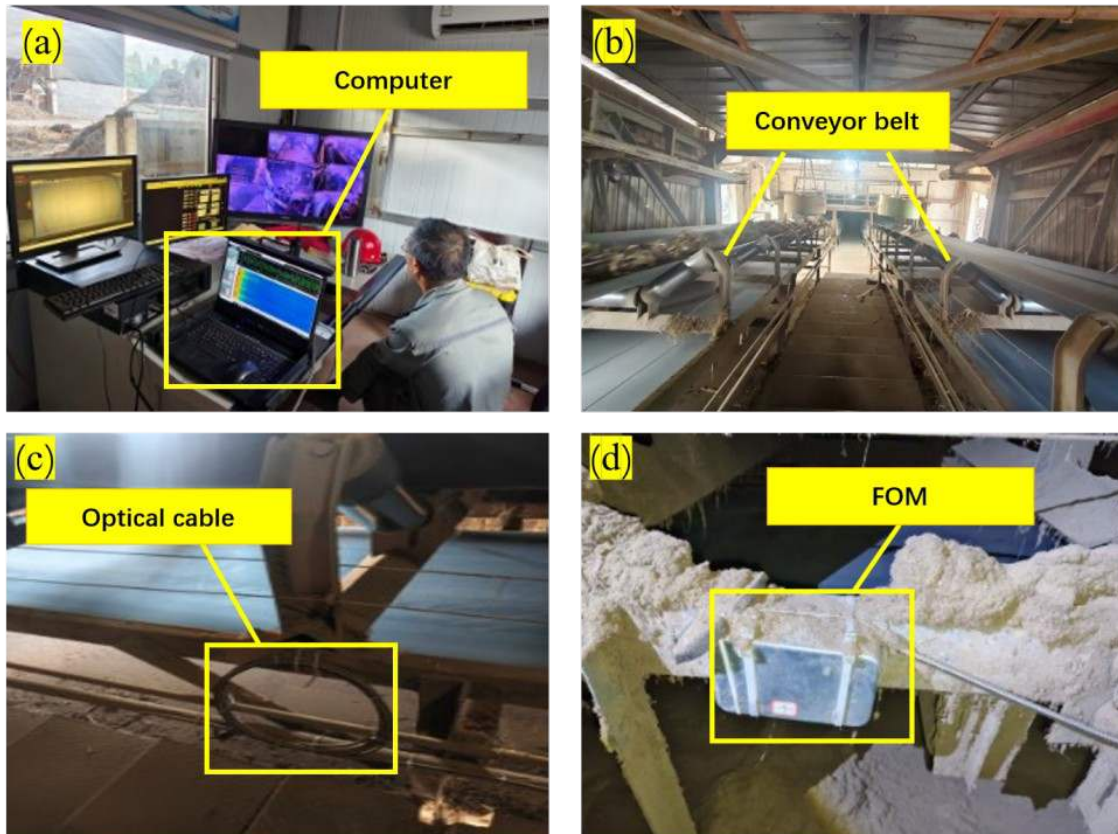 (a)
Computer
(b)
Conveyor belt
(c)
Optical cable
(d)
FOM